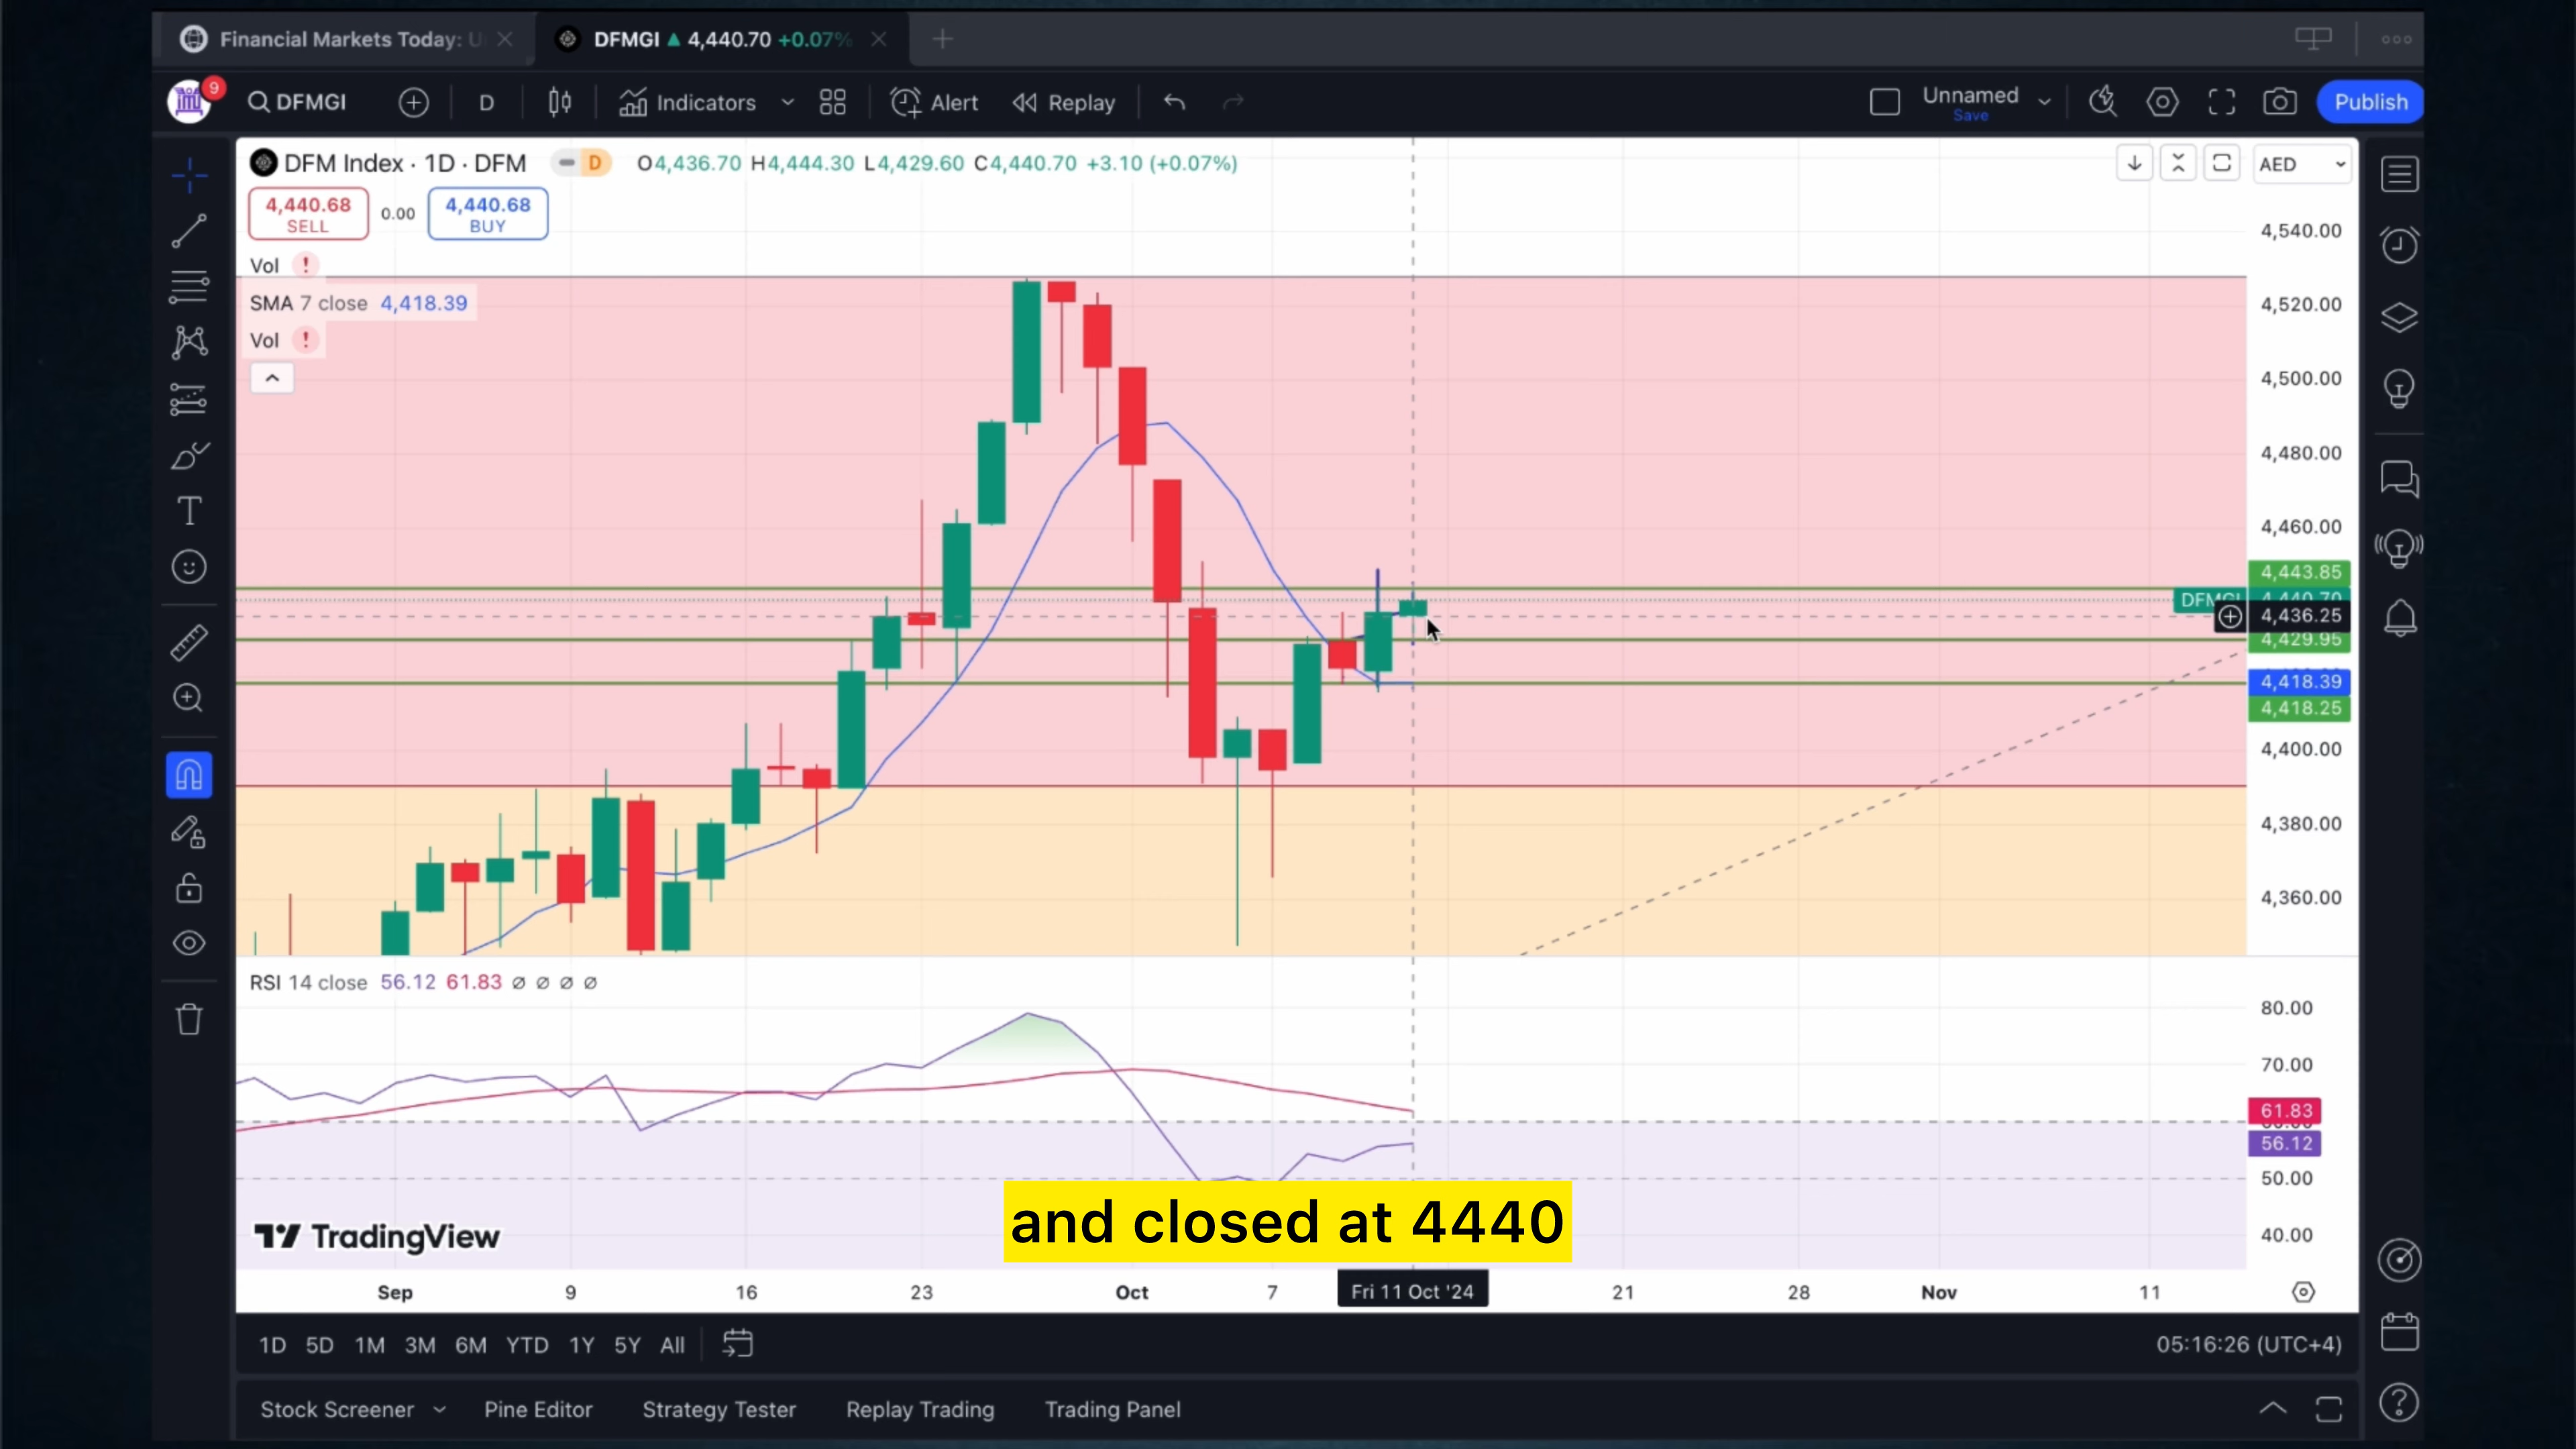 Financial Markets Today: U
DFMGI ▲ 4,440.70 +0.07%
9
DFMGI
D
Indicators
Alert
Replay
Unnamed
Save
Publish
DFM Index · 1D · DFM
D
O4,436.70 H4,444.30 L4,429.60 C4,440.70 +3.10 (+0.07%)
AED
4,440.68
SELL
0.00
4,440.68
BUY
Vol !
SMA 7 close 4,418.39
Vol !
4,540.00
4,520.00
4,500.00
4,480.00
4,460.00
4,443.85
DFMGI 4,440.70
4,436.25
4,429.95
4,418.39
4,418.25
4,400.00
4,380.00
4,360.00
RSI 14 close 56.12 61.83 ∅ ∅ ∅ ∅
80.00
70.00
61.83
56.12
50.00
40.00
and closed at 4440
TradingView
Sep 9 16 23 Oct 7 Fri 11 Oct '24 21 28 Nov 11
1D 5D 1M 3M 6M YTD 1Y 5Y All
05:16:26 (UTC+4)
Stock Screener Pine Editor Strategy Tester Replay Trading Trading Panel